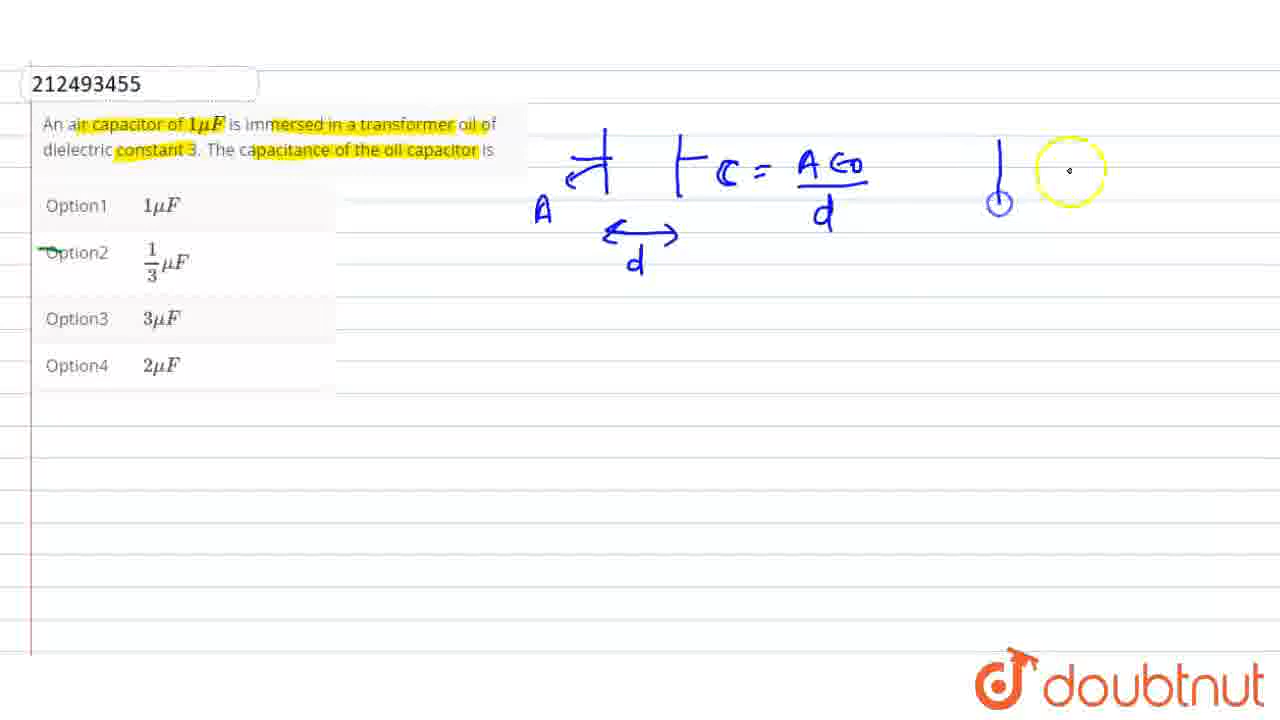 212493455
An air capacitor of 1μF is immersed in a transformer oil of
dielectric constant 3. The capacitance of the oil capacitor is
Option1 1μF
Option2 1/3 μF
Option3 3μF
Option4 2μF
A
d
C = A ϵ0 / d
doubtnut